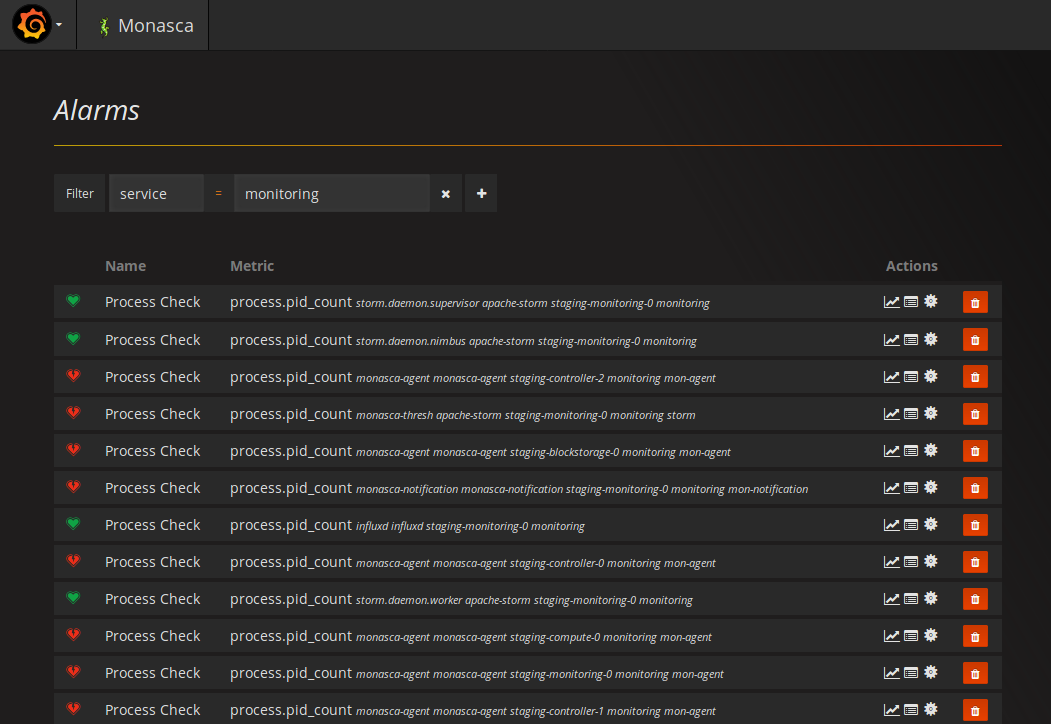 Monasca
Alarms
Filter service = monitoring
Name Metric Actions
Process Check process.pid_count storm.daemon.supervisor apache-storm staging-monitoring-0 monitoring
Process Check process.pid_count storm.daemon.nimbus apache-storm staging-monitoring-0 monitoring
Process Check process.pid_count monasca-agent monasca-agent staging-controller-2 monitoring mon-agent
Process Check process.pid_count monasca-thresh apache-storm staging-monitoring-0 monitoring storm
Process Check process.pid_count monasca-agent monasca-agent staging-blockstorage-0 monitoring mon-agent
Process Check process.pid_count monasca-notification monasca-notification staging-monitoring-0 monitoring mon-notification
Process Check process.pid_count influxd influxd staging-monitoring-0 monitoring
Process Check process.pid_count monasca-agent monasca-agent staging-controller-0 monitoring mon-agent
Process Check process.pid_count storm.daemon.worker apache-storm staging-monitoring-0 monitoring
Process Check process.pid_count monasca-agent monasca-agent staging-compute-0 monitoring mon-agent
Process Check process.pid_count monasca-agent monasca-agent staging-monitoring-0 monitoring mon-agent
Process Check process.pid_count monasca-agent monasca-agent staging-controller-1 monitoring mon-agent